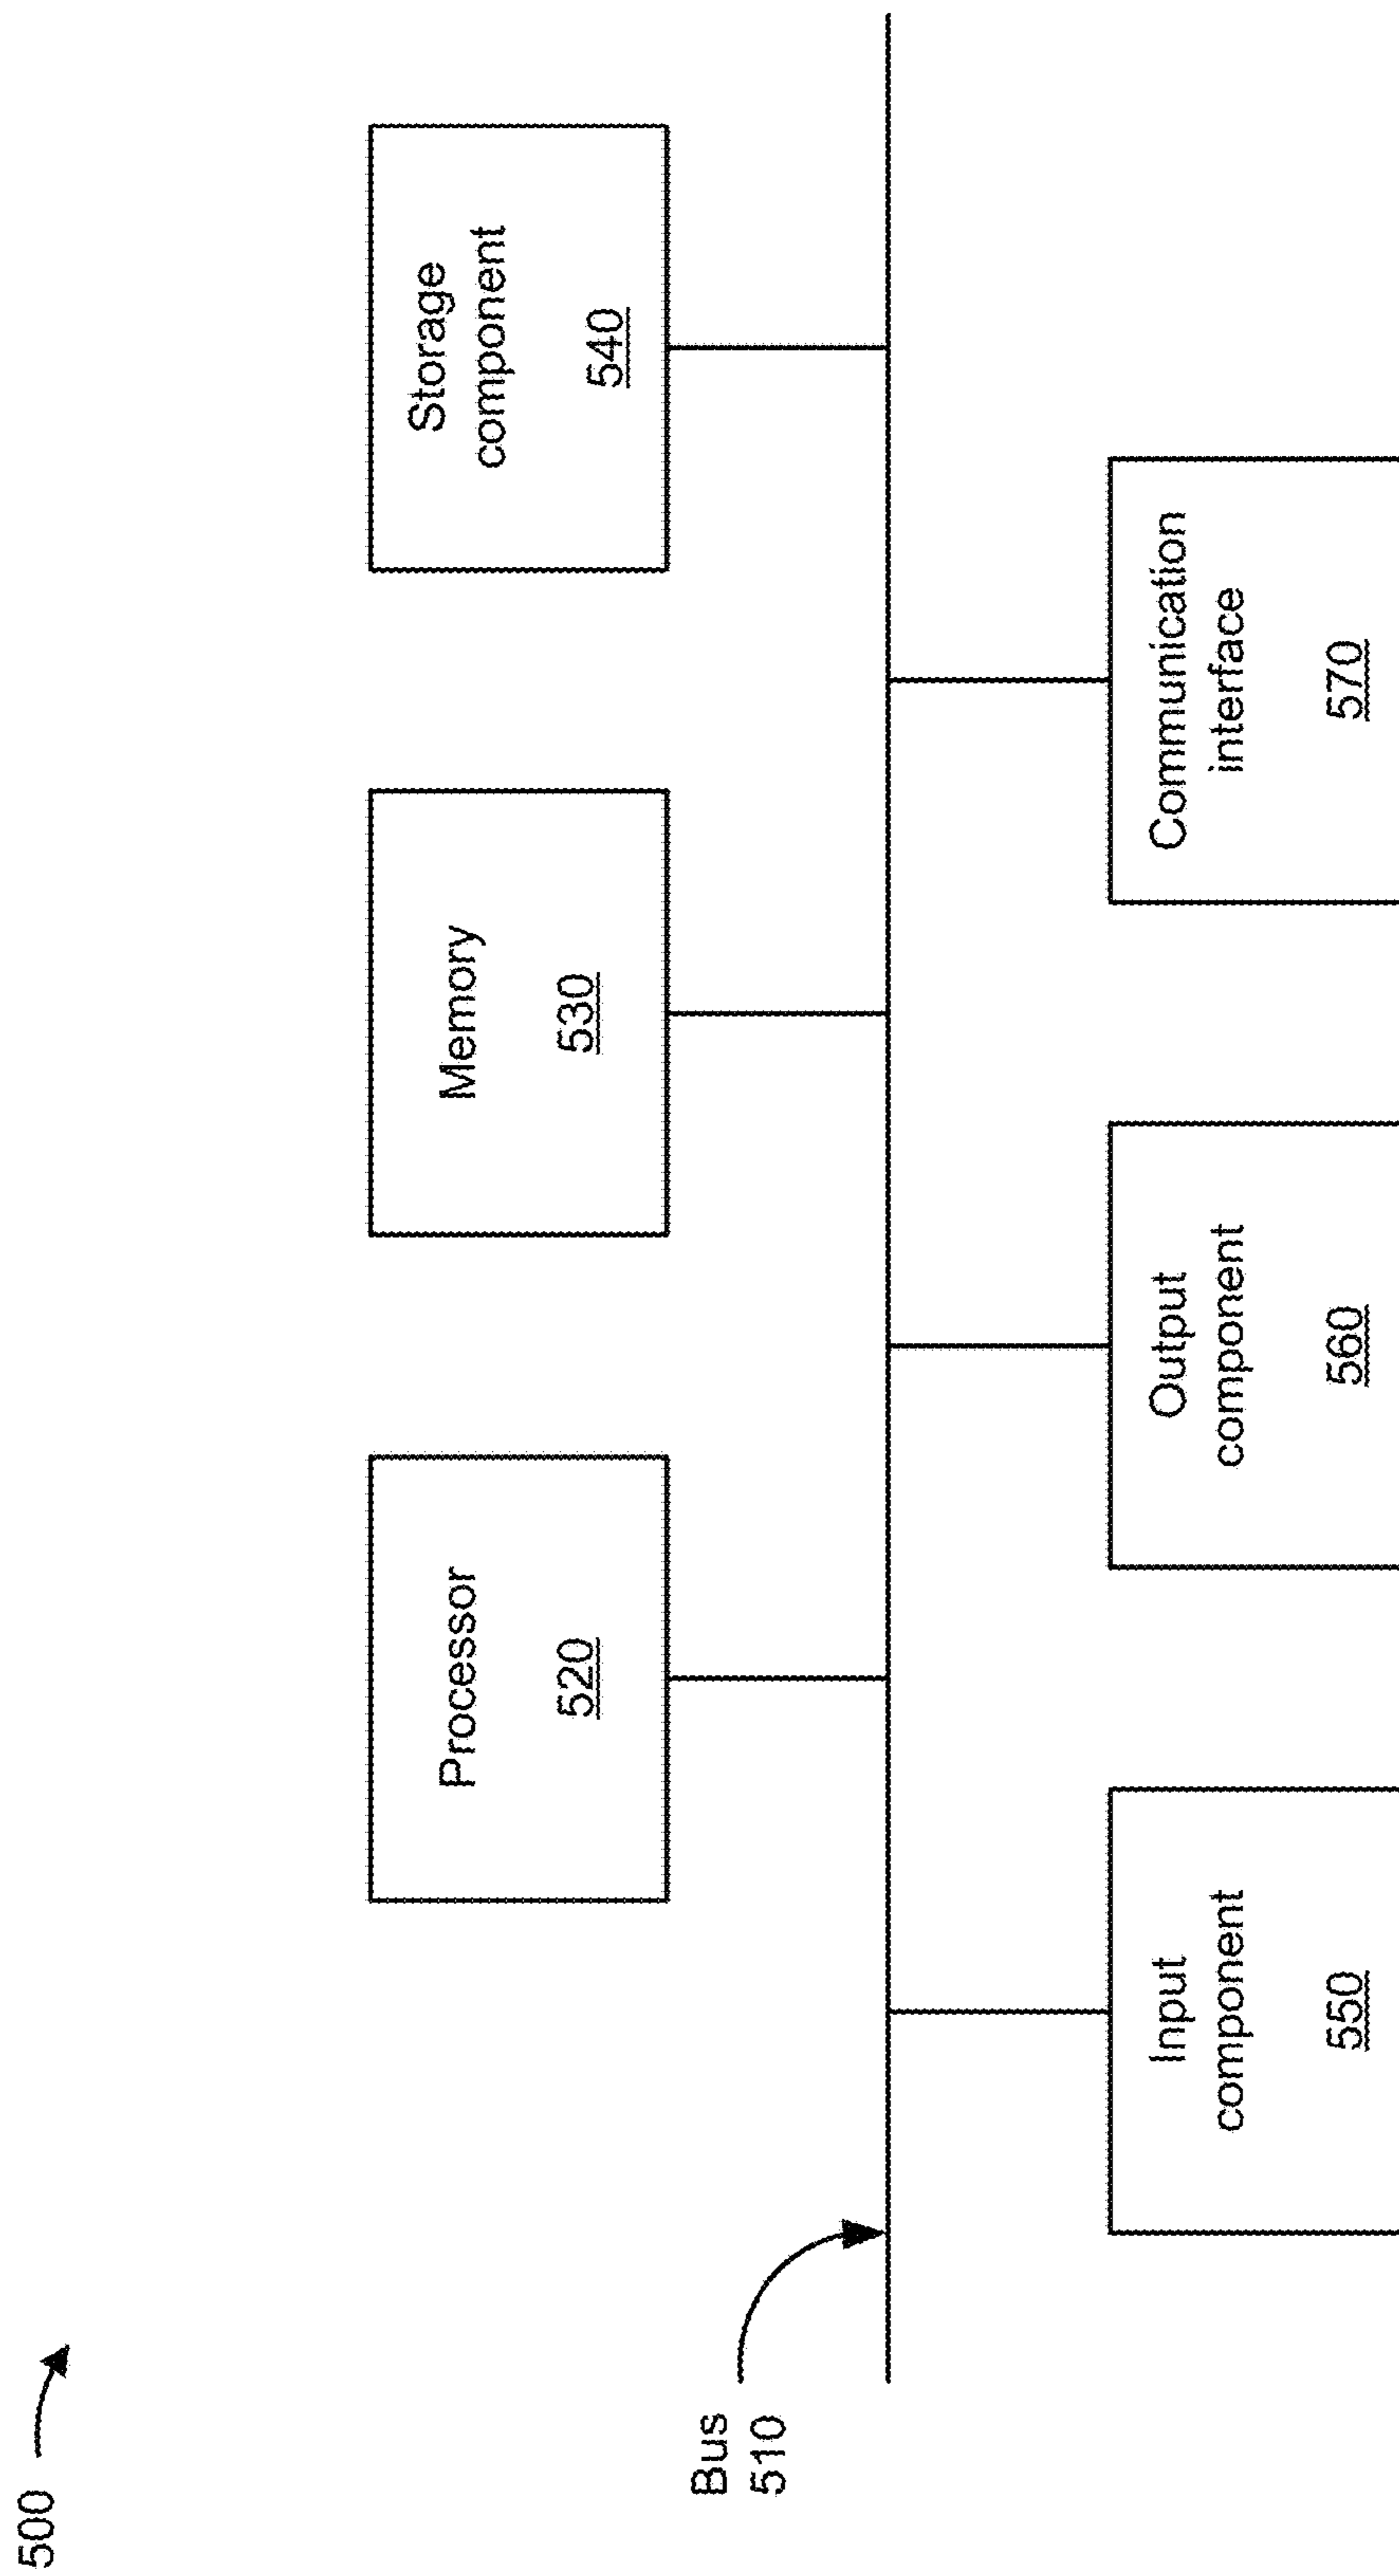 500
Processor
520
Memory
530
Storage
component
540
Bus
510
Input
component
550
Output
component
560
Communication
interface
570